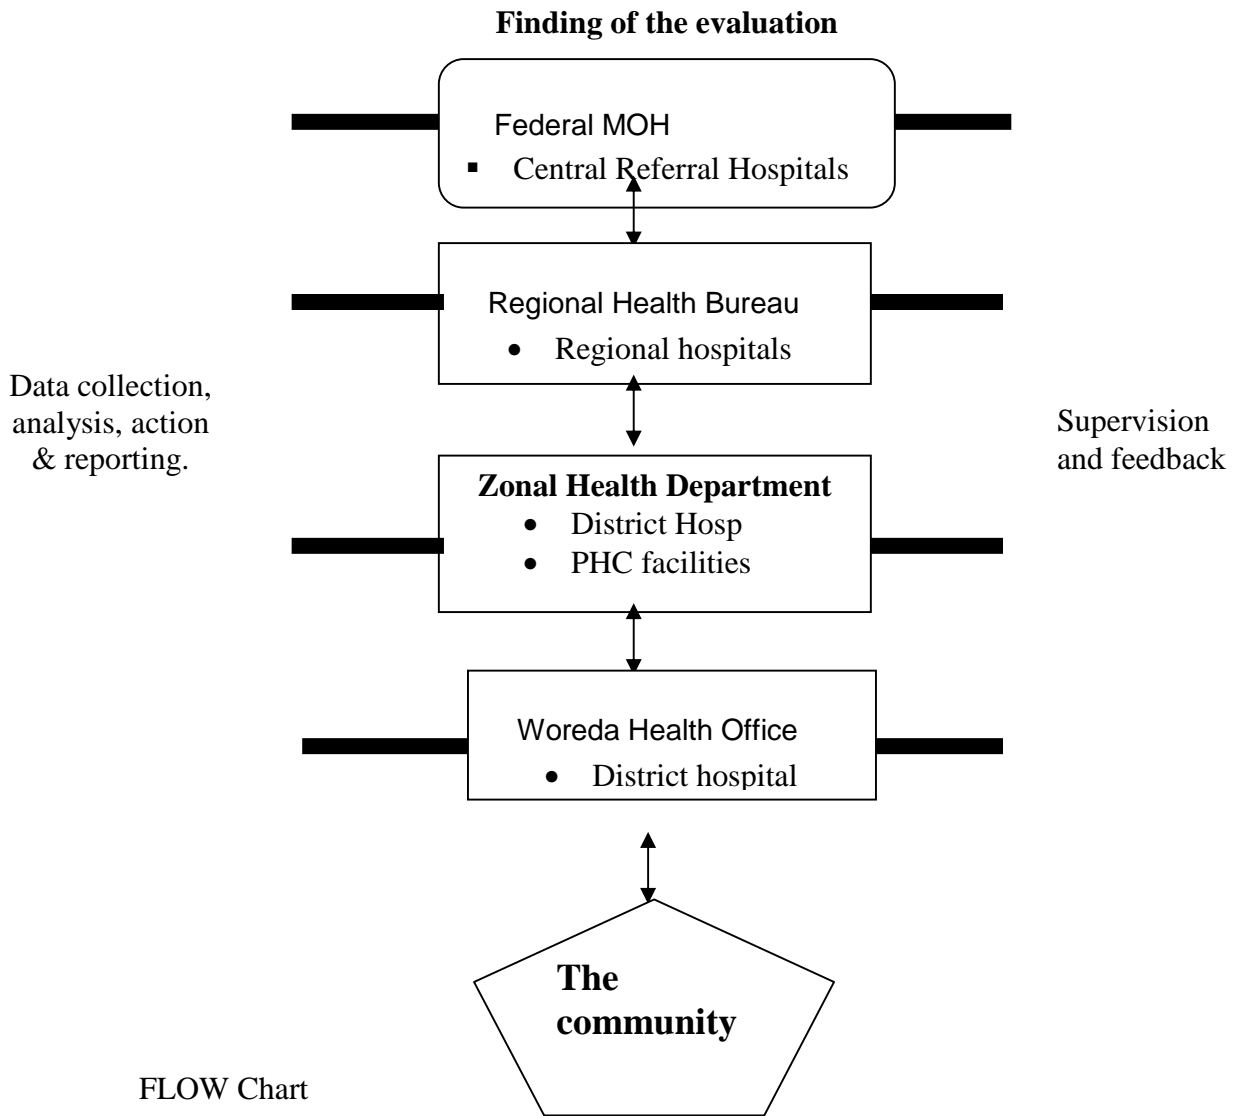 Finding of the evaluation
Federal MOH
▪ Central Referral Hospitals
Regional Health Bureau
• Regional hospitals
Data collection,
analysis, action
& reporting.
Supervision
and feedback
Zonal Health Department
• District Hosp
• PHC facilities
Woreda Health Office
• District hospital
The
community
FLOW Chart